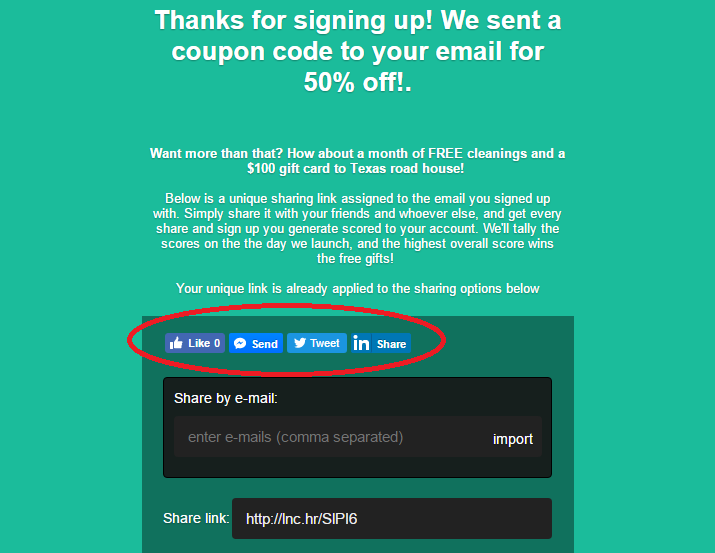 Thanks for signing up! We sent a
coupon code to your email for
50% off!.
Want more than that? How about a month of FREE cleanings and a
$100 gift card to Texas road house!
Below is a unique sharing link assigned to the email you signed up
with. Simply share it with your friends and whoever else, and get every
share and sign up you generate scored to your account. We'll tally the
scores on the the day we launch, and the highest overall score wins
the free gifts!
Your unique link is already applied to the sharing options below
Like 0 Send Tweet in Share
Share by e-mail:
enter e-mails (comma separated) import
Share link: http://lnc.hr/SIPI6